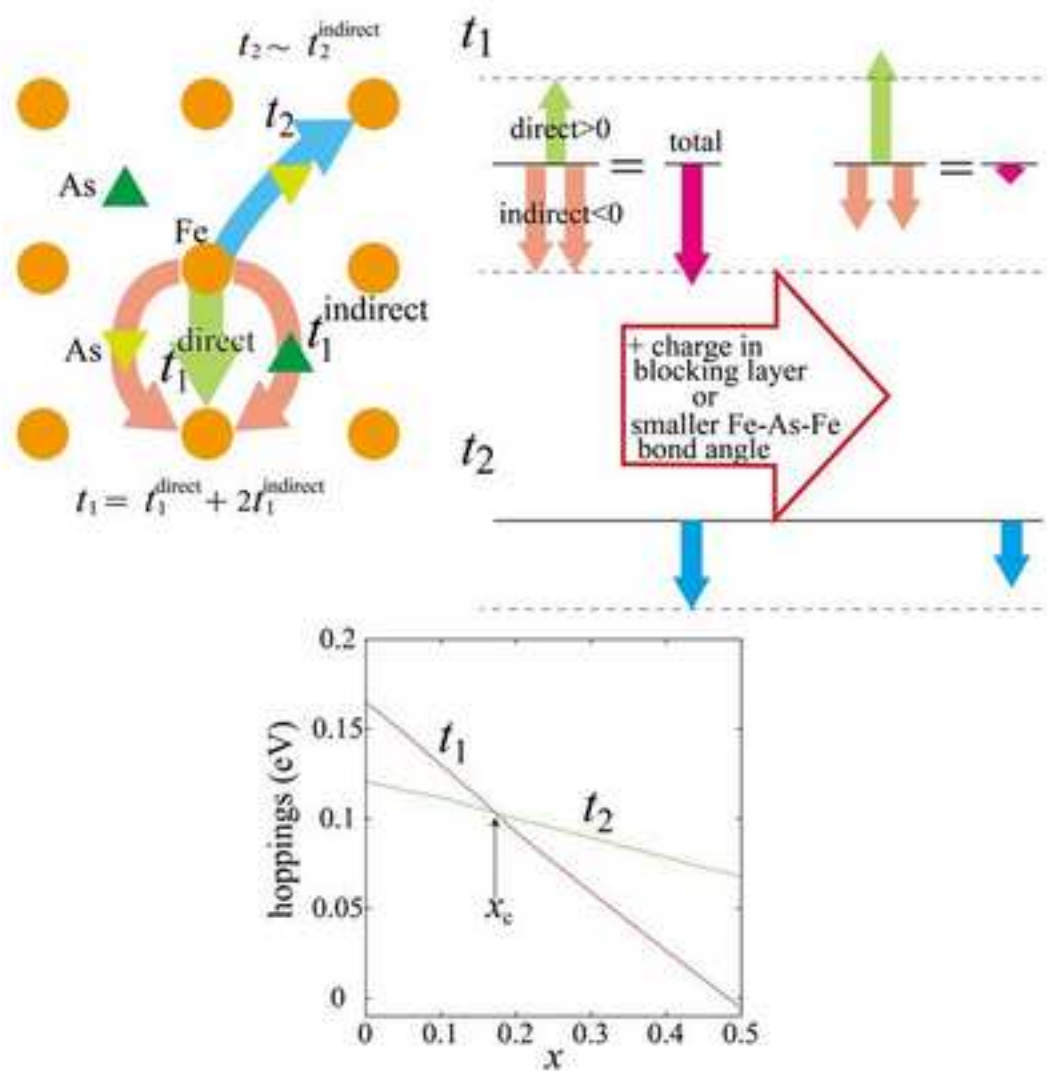 t₂ ~ t₂^indirect
t₂
As
Fe
As
t₁^direct
t₁^indirect
t₁ = t₁^direct + 2t₁^indirect
t₁
direct>0
=
total
indirect<0
=
+ charge in
blocking layer
or
smaller Fe-As-Fe
bond angle
t₂
0.2
0.15
0.1
0.05
0
hoppings (eV)
t₁
t₂
x_c
0 0.1 0.2 0.3 0.4 0.5
x